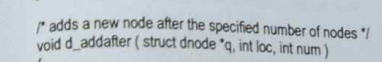 /* adds a new node after the specified number of nodes */
void d_addafter ( struct dnode *q, int loc, int num )